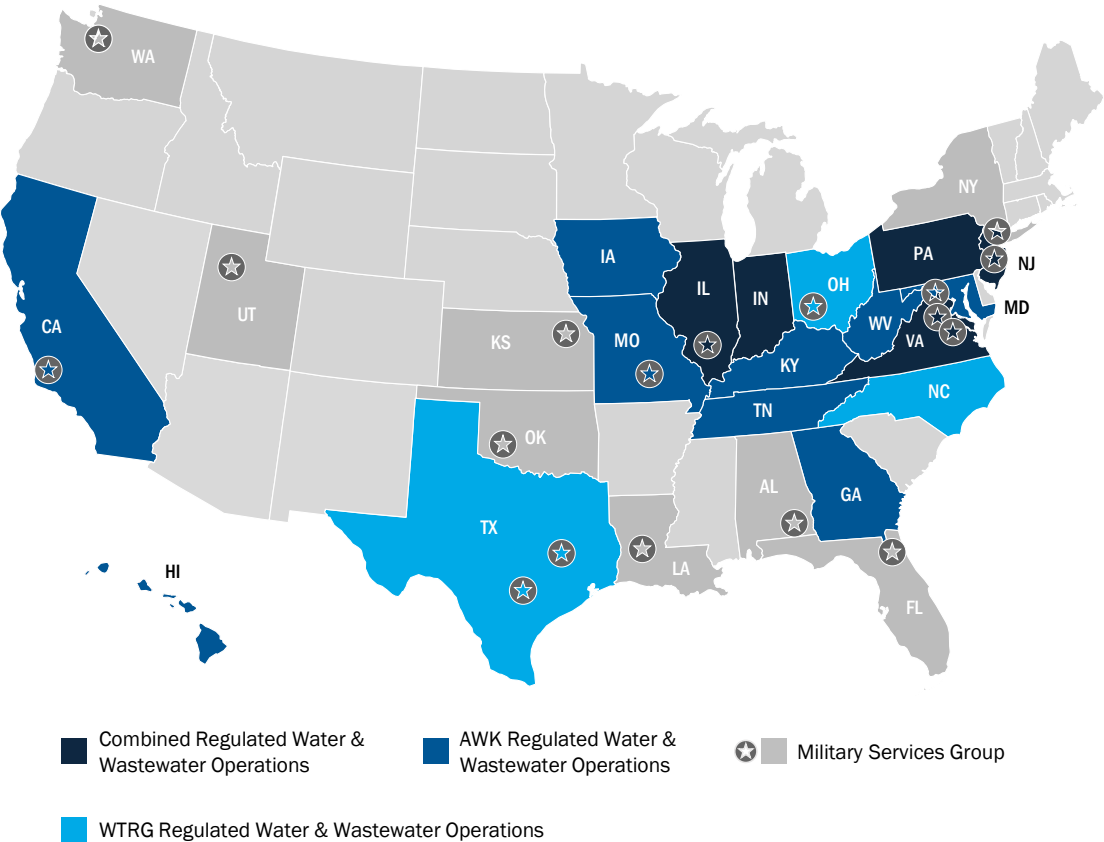 WA
NY
PA
NJ
IA
OH
UT
IL
IN
MD
CA
WV
KS
MO
VA
KY
NC
TN
OK
AL
GA
TX
HI
LA
FL
Combined Regulated Water &
Wastewater Operations
AWK Regulated Water &
Wastewater Operations
Military Services Group
WTRG Regulated Water & Wastewater Operations